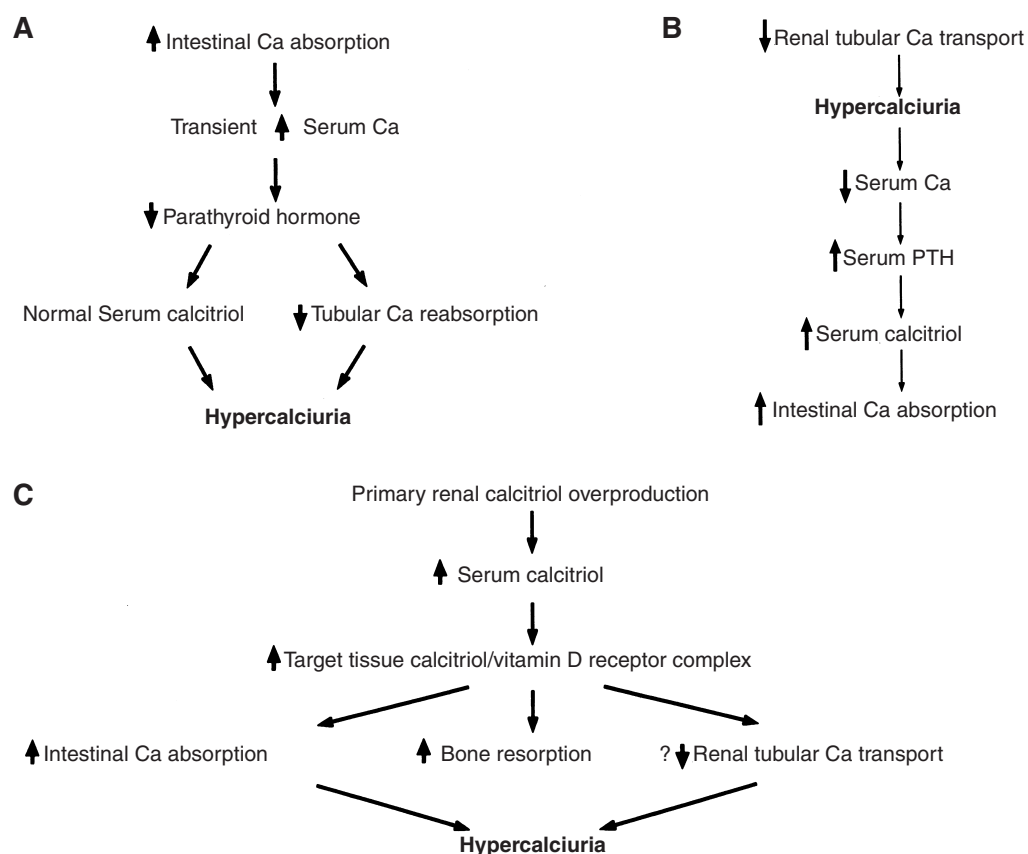 A
Intestinal Ca absorption
Transient Serum Ca
Parathyroid hormone
Normal Serum calcitriol
Tubular Ca reabsorption
Hypercalciuria
B
Renal tubular Ca transport
Hypercalciuria
Serum Ca
Serum PTH
Serum calcitriol
Intestinal Ca absorption
C
Primary renal calcitriol overproduction
Serum calcitriol
Target tissue calcitriol/vitamin D receptor complex
Intestinal Ca absorption
Bone resorption
? Renal tubular Ca transport
Hypercalciuria